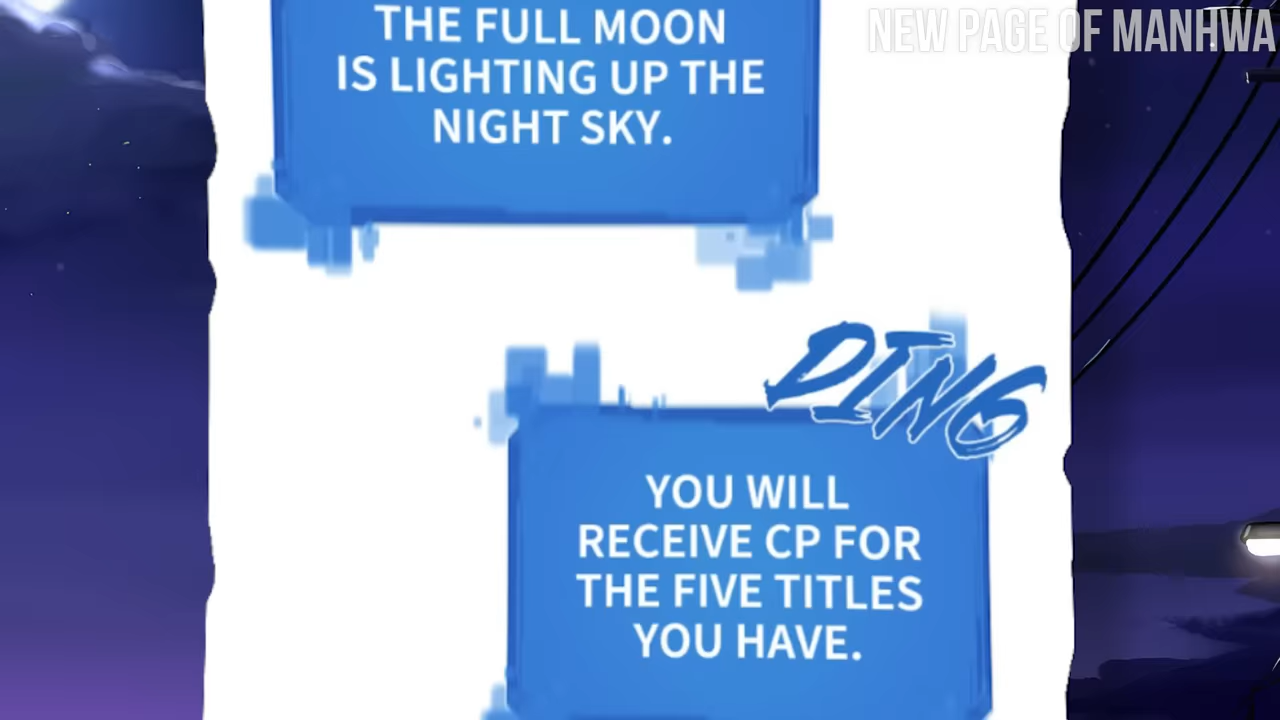 NEW PAGE OF MANHWA
THE FULL MOON
IS LIGHTING UP THE
NIGHT SKY.
DING
YOU WILL
RECEIVE CP FOR
THE FIVE TITLES
YOU HAVE.